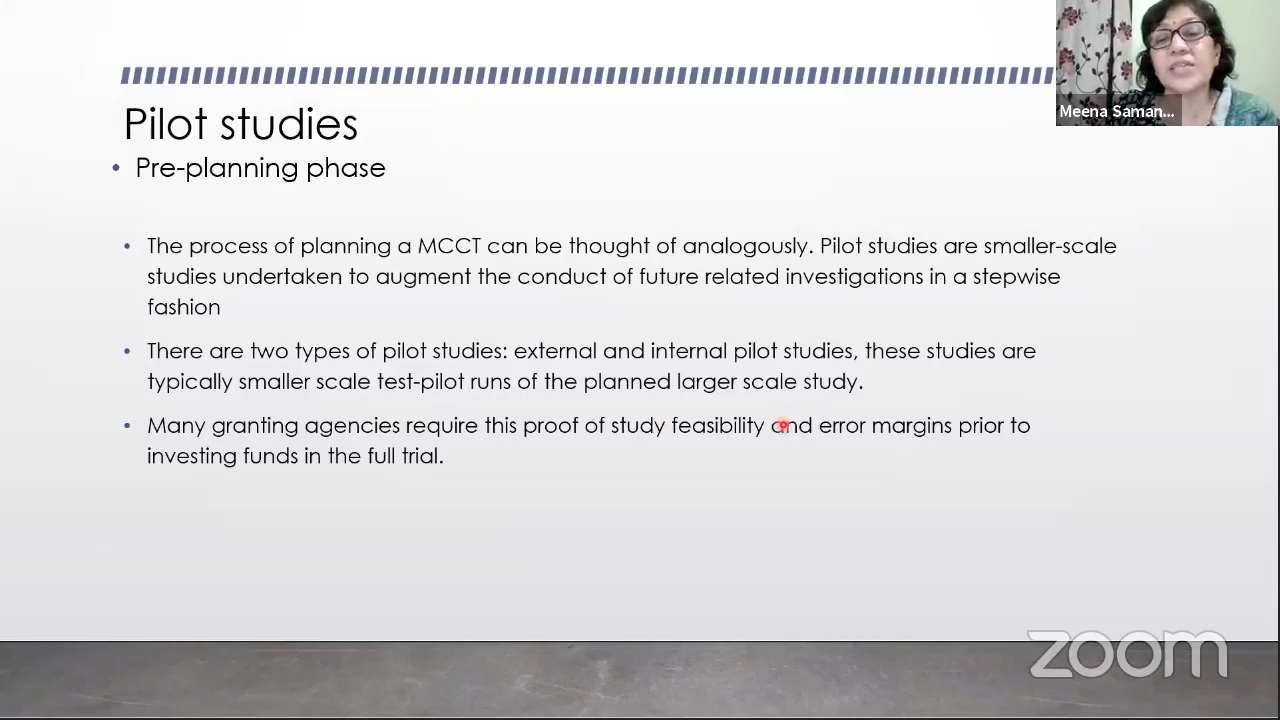 Meena Saman...
Pilot studies
• Pre-planning phase
• The process of planning a MCCT can be thought of analogously. Pilot studies are smaller-scale
studies undertaken to augment the conduct of future related investigations in a stepwise
fashion
• There are two types of pilot studies: external and internal pilot studies, these studies are
typically smaller scale test-pilot runs of the planned larger scale study.
• Many granting agencies require this proof of study feasibility and error margins prior to
investing funds in the full trial.
zoom